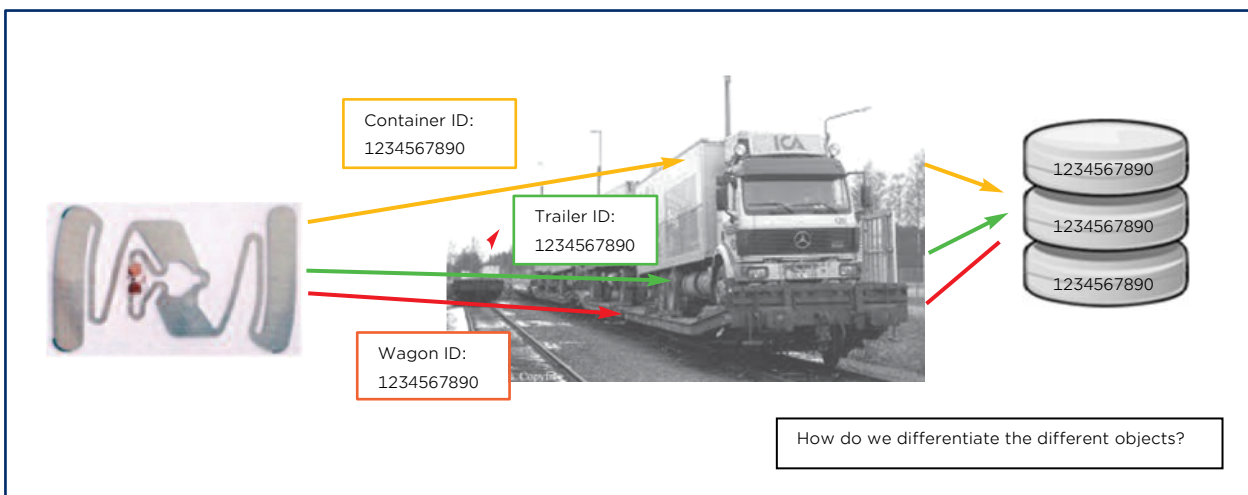 Container ID:
1234567890
ICA
Trailer ID:
1234567890
Wagon ID:
1234567890
1234567890
1234567890
1234567890
How do we differentiate the different objects?